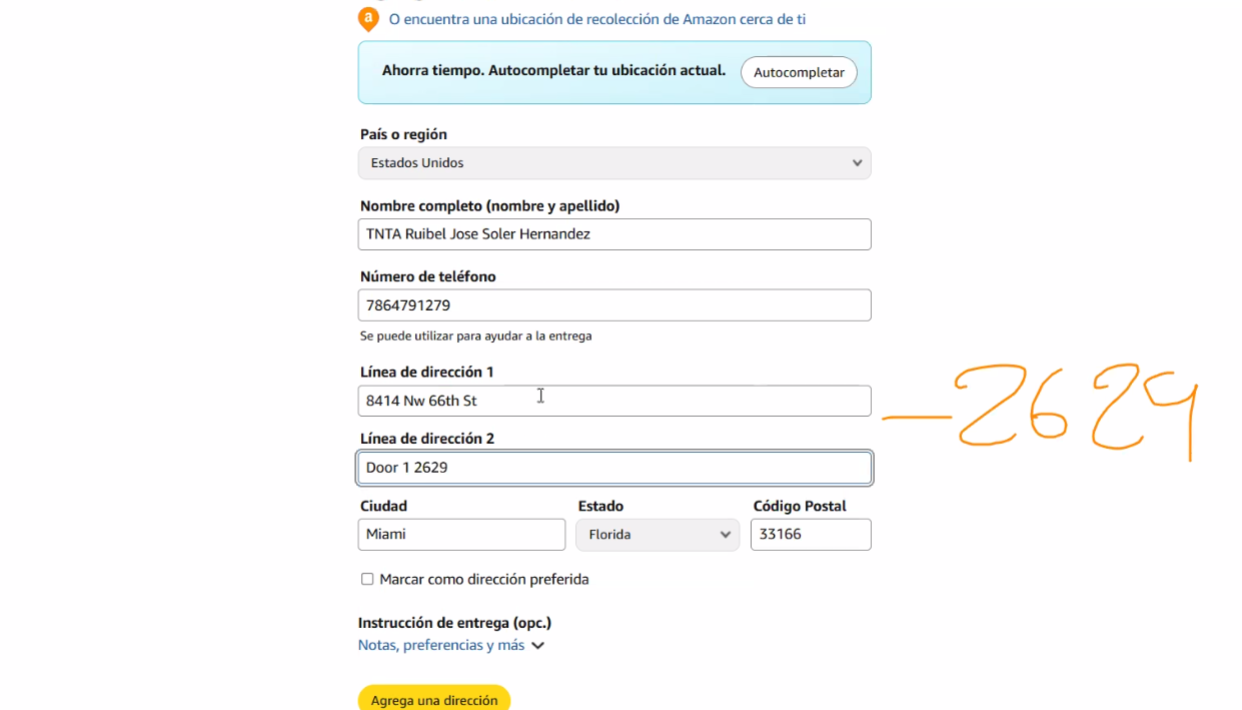 a O encuentra una ubicación de recolección de Amazon cerca de ti
Ahorra tiempo. Autocompletar tu ubicación actual. Autocompletar
País o región
Estados Unidos
Nombre completo (nombre y apellido)
TNTA Ruibel Jose Soler Hernandez
Número de teléfono
7864791279
Se puede utilizar para ayudar a la entrega
Línea de dirección 1
8414 Nw 66th St
— 2629
Línea de dirección 2
Door 1 2629
Ciudad Estado Código Postal
Miami Florida 33166
Marcar como dirección preferida
Instrucción de entrega (opc.)
Notas, preferencias y más
Agrega una dirección